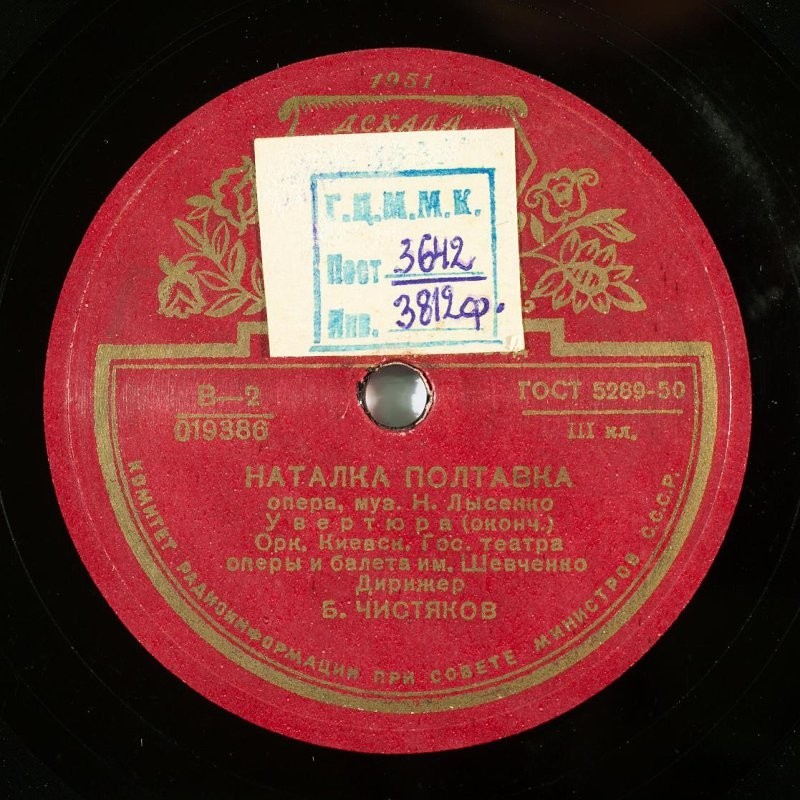 1951
ДЕКАДА
Г.Ц.М.М.К.
Пост 3642
Инв. 3812ф.
В—2
019386
ГОСТ 5289-50
III кл.
НАТАЛКА ПОЛТАВКА
опера, муз. Н. Лысенко
Увертюра (оконч.)
Орк. Киевск. Гос. театра
оперы и балета им. Шевченко
Дирижер
Б. ЧИСТЯКОВ
КОМИТЕТ РАДИОИНФОРМАЦИИ ПРИ СОВЕТЕ МИНИСТРОВ С.С.С.Р.